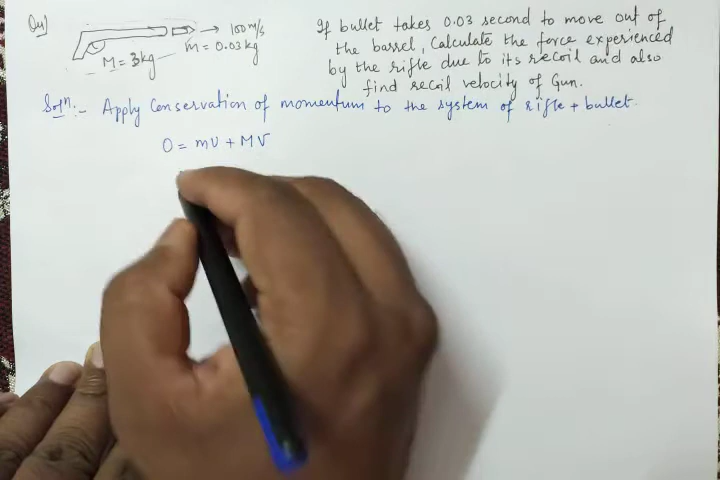 Qu)
100 m/s
m = 0.03 kg
M = 3kg
If bullet takes 0.03 second to move out of
the barrel, Calculate the force experienced
by the rifle due to its recoil and also
find recoil velocity of Gun.
Solⁿ:- Apply Conservation of momentum to the system of rifle + bullet.
0 = mv + MV